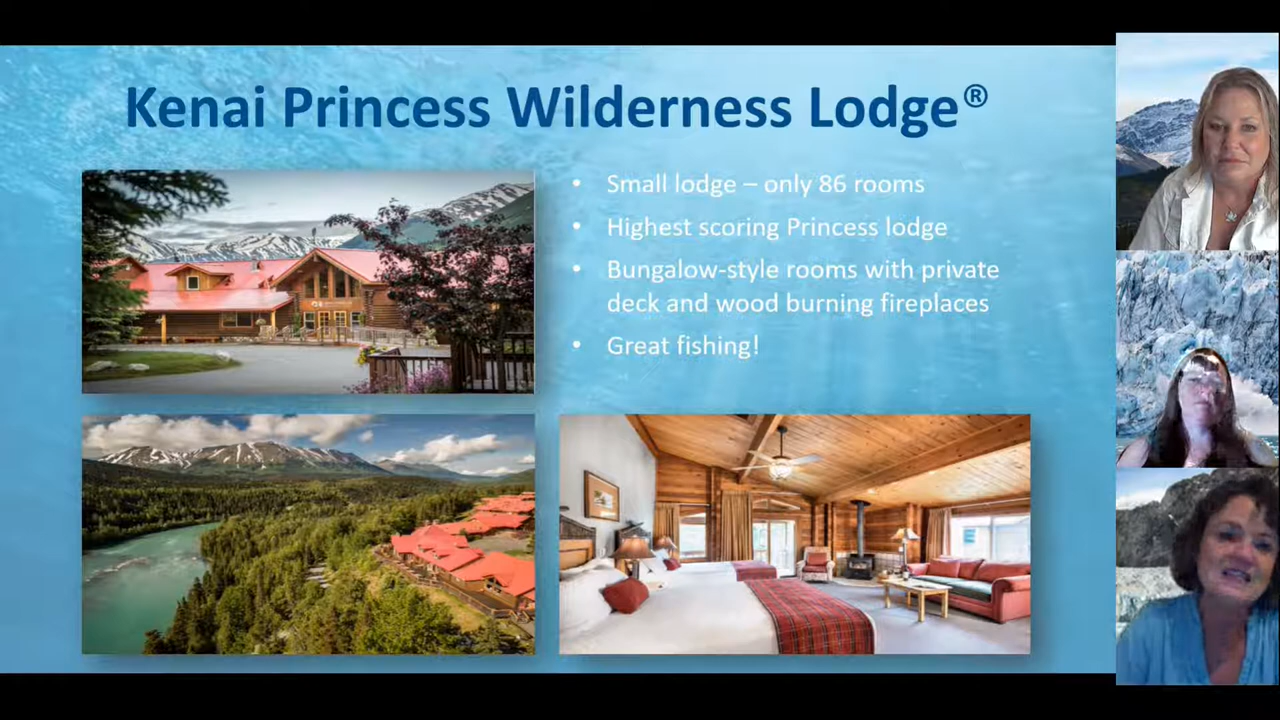 Kenai Princess Wilderness Lodge®
• Small lodge – only 86 rooms
• Highest scoring Princess lodge
• Bungalow-style rooms with private
deck and wood burning fireplaces
• Great fishing!